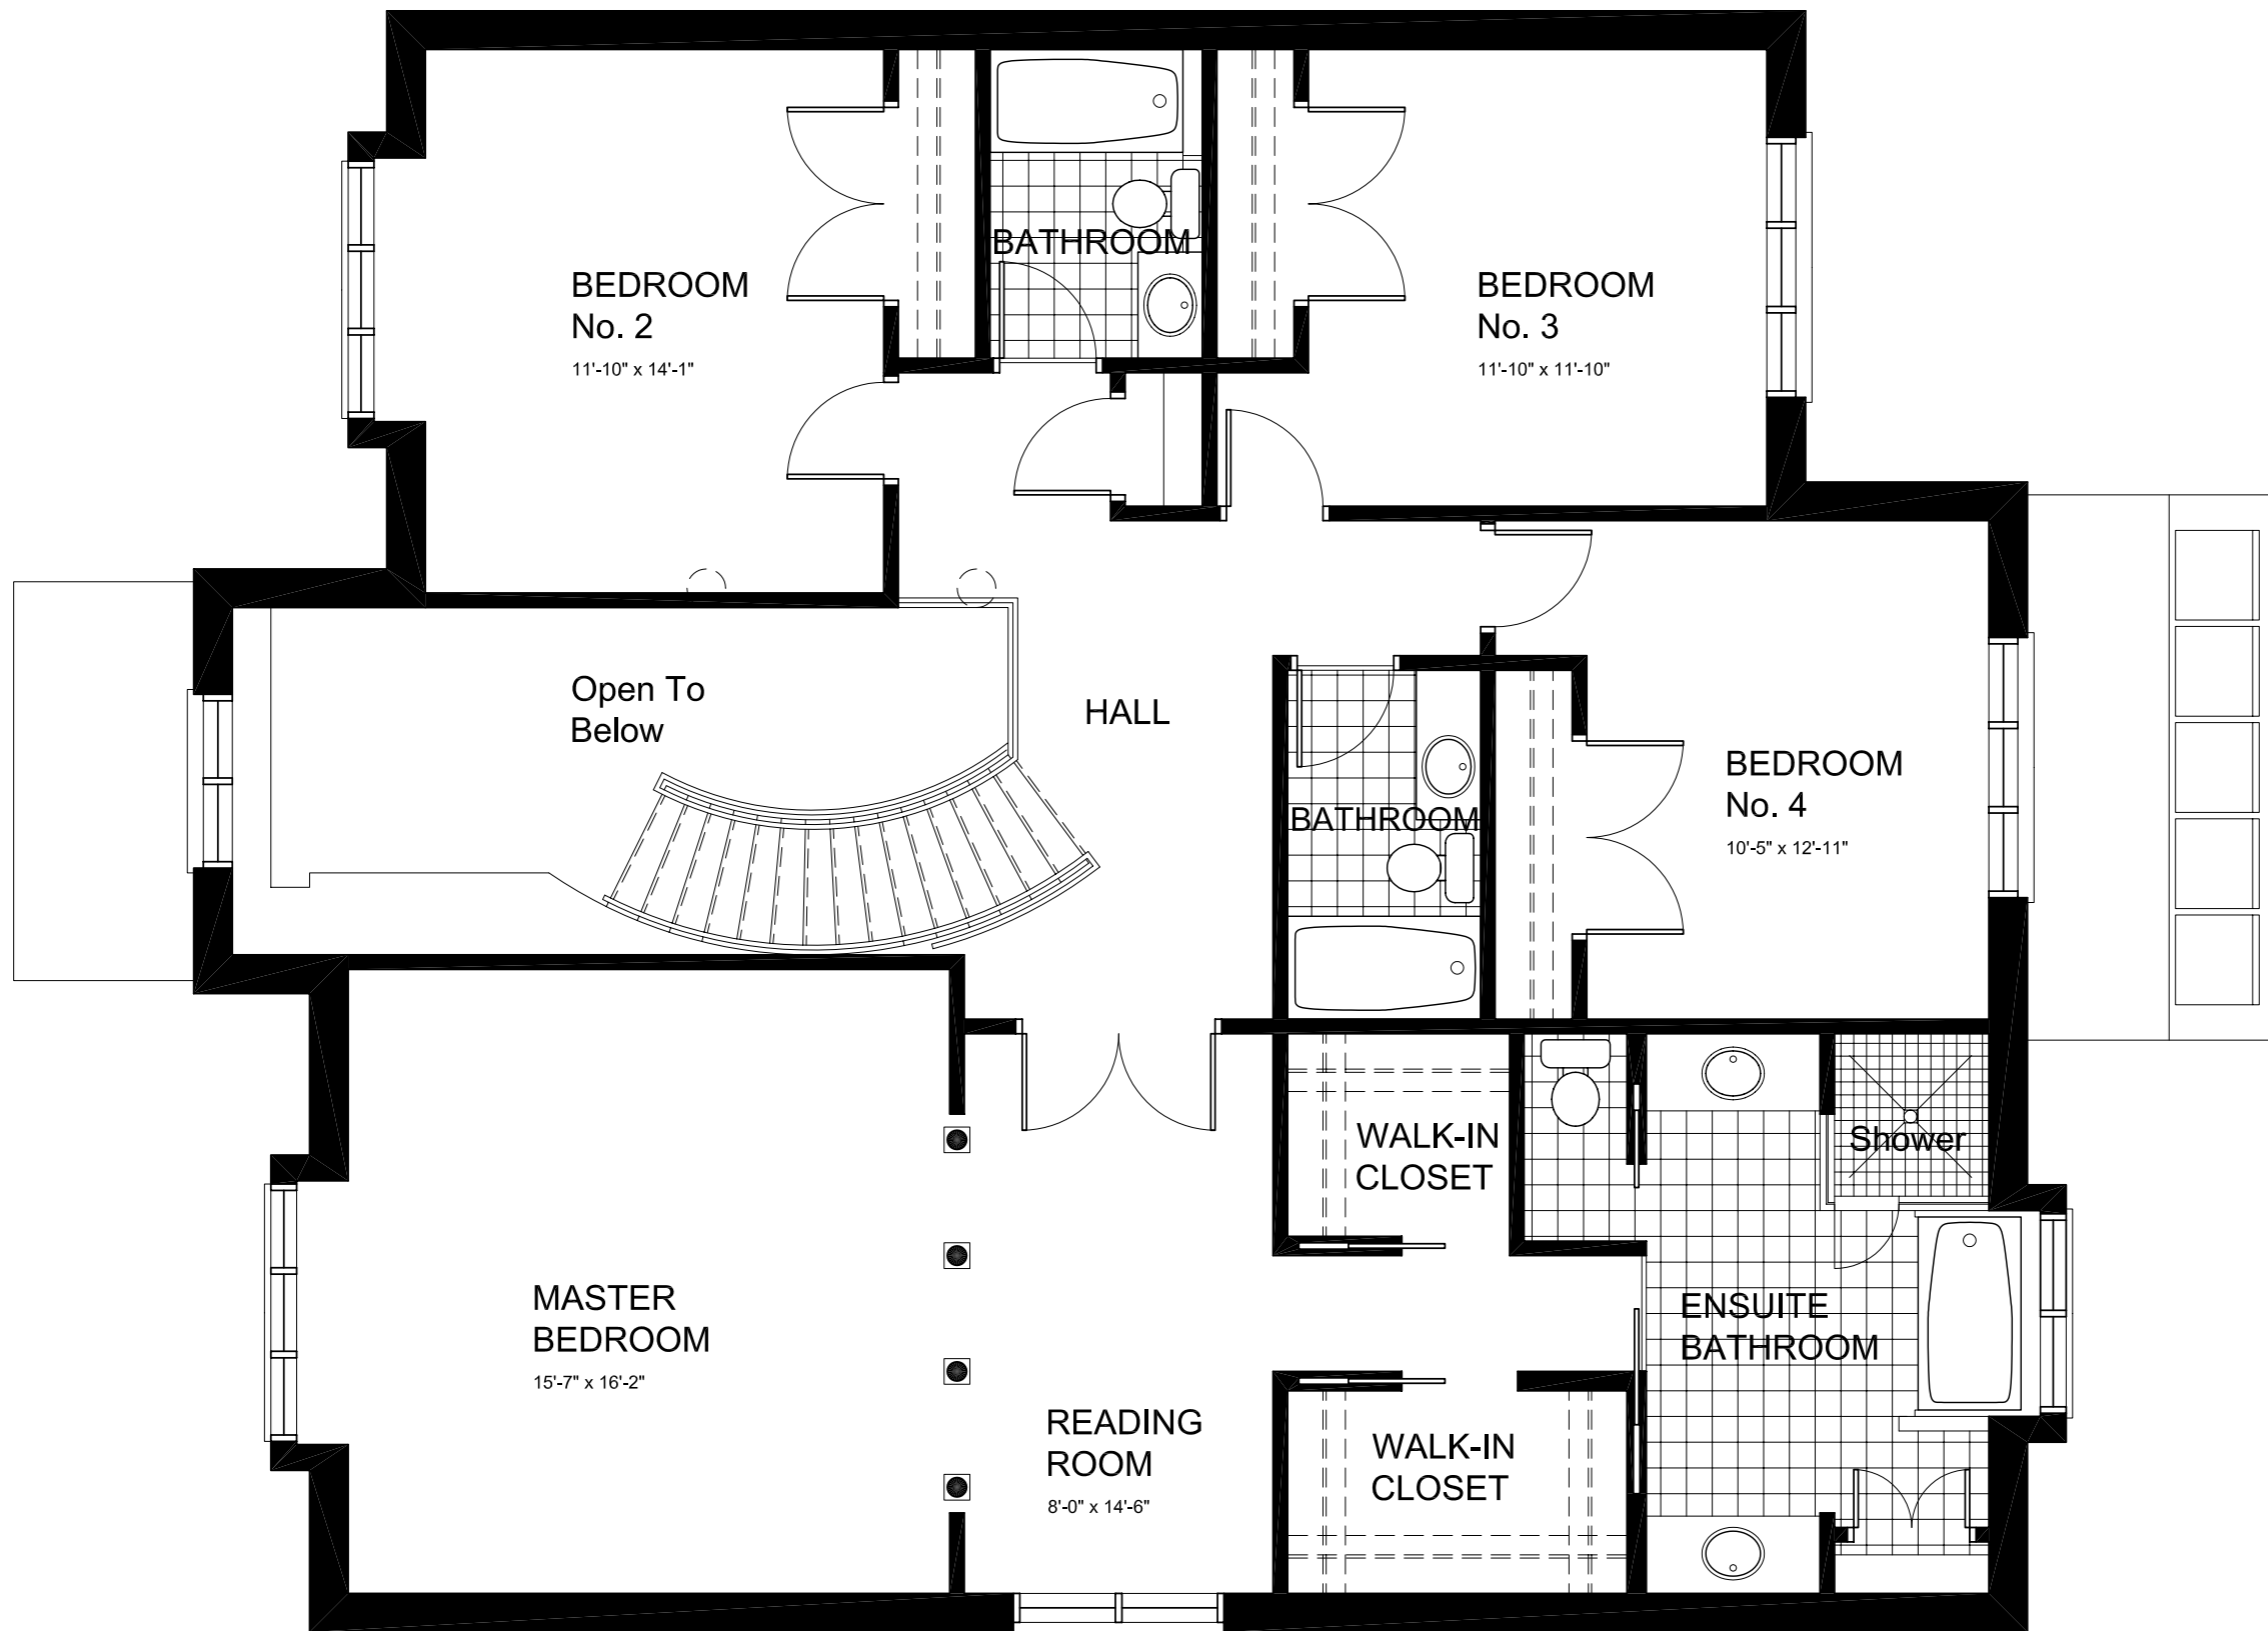 BATHROOM
BEDROOM
No. 2
11'-10" x 14'-1"
BEDROOM
No. 3
11'-10" x 11'-10"
Open To
Below
HALL
BATHROOM
BEDROOM
No. 4
10'-5" x 12'-11"
WALK-IN
CLOSET
Shower
MASTER
BEDROOM
15'-7" x 16'-2"
ENSUITE
BATHROOM
READING
ROOM
8'-0" x 14'-6"
WALK-IN
CLOSET